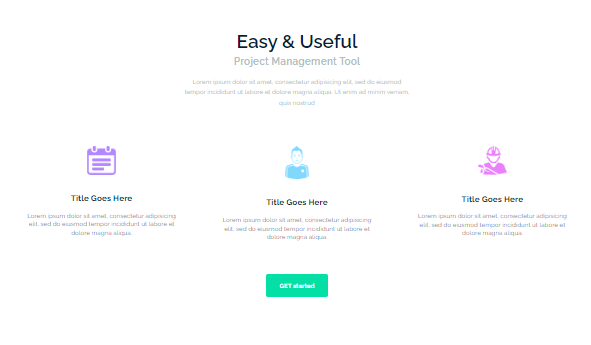 Easy & Useful
Project Management Tool
Lorem ipsum dolor sit amet, consectetur adipiscing elit, sed do eiusmod
tempor incididunt ut labore et dolore magna aliqua. Ut enim ad minim veniam,
quis nostrud
Title Goes Here
Lorem ipsum dolor sit amet, consectetur adipiscing
elit, sed do eiusmod tempor incididunt ut labore et
dolore magna aliqua.
Title Goes Here
Lorem ipsum dolor sit amet, consectetur adipiscing
elit, sed do eiusmod tempor incididunt ut labore et
dolore magna aliqua.
Title Goes Here
Lorem ipsum dolor sit amet, consectetur adipiscing
elit, sed do eiusmod tempor incididunt ut labore et
dolore magna aliqua.
GET started